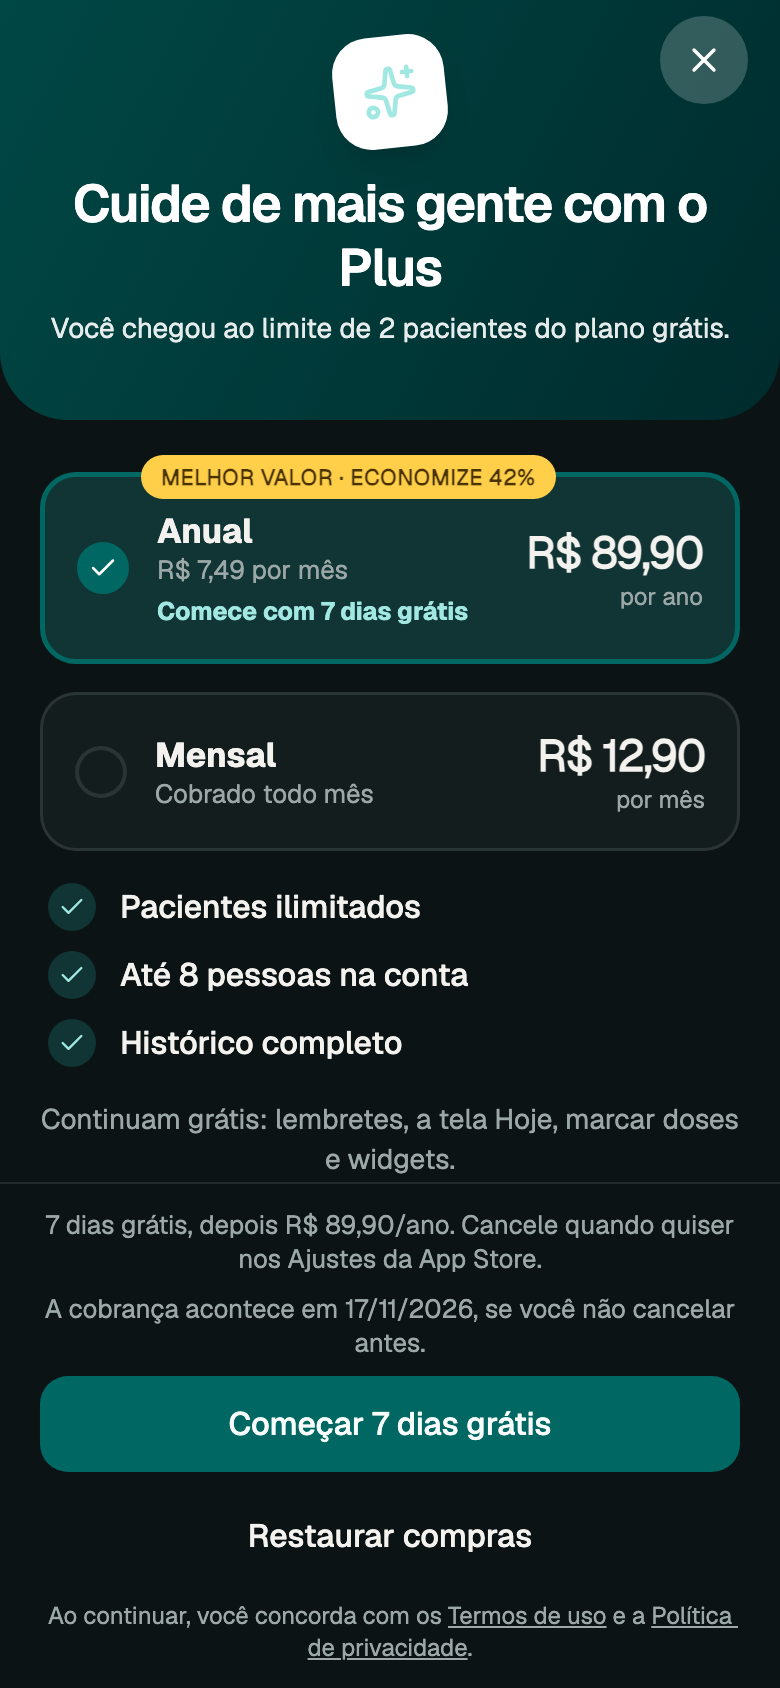 Cuide de mais gente com o
Plus
Você chegou ao limite de 2 pacientes do plano grátis.
MELHOR VALOR · ECONOMIZE 42%
Anual
R$ 7,49 por mês
Comece com 7 dias grátis
R$ 89,90
por ano
Mensal
Cobrado todo mês
R$ 12,90
por mês
Pacientes ilimitados
Até 8 pessoas na conta
Histórico completo
Continuam grátis: lembretes, a tela Hoje, marcar doses
e widgets.
7 dias grátis, depois R$ 89,90/ano. Cancele quando quiser
nos Ajustes da App Store.
A cobrança acontece em 17/11/2026, se você não cancelar
antes.
Começar 7 dias grátis
Restaurar compras
Ao continuar, você concorda com os Termos de uso e a Política
de privacidade.